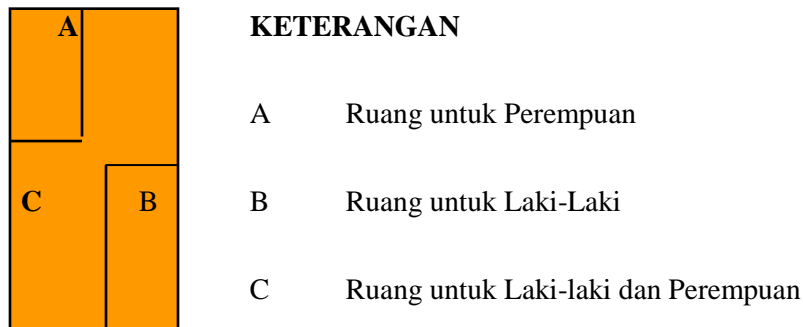 A KETERANGAN
A Ruang untuk Perempuan
C B B Ruang untuk Laki-Laki
C Ruang untuk Laki-laki dan Perempuan